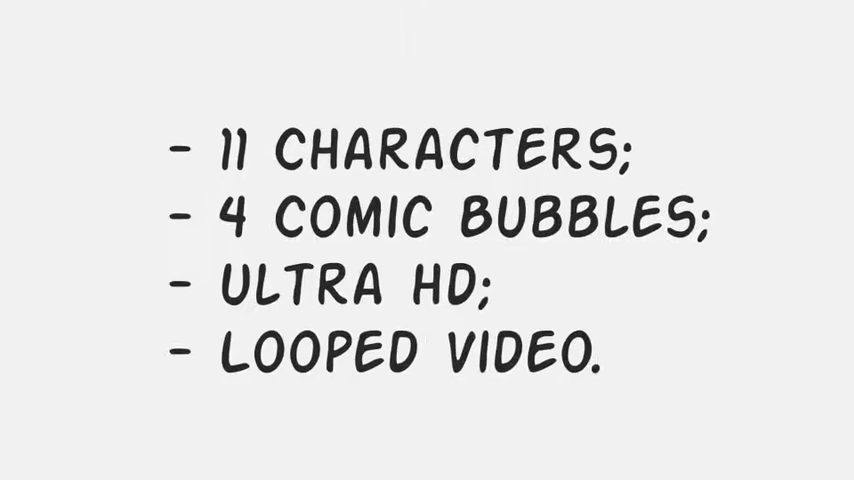 - 11 CHARACTERS;
- 4 COMIC BUBBLES;
- ULTRA HD;
- LOOPED VIDEO.